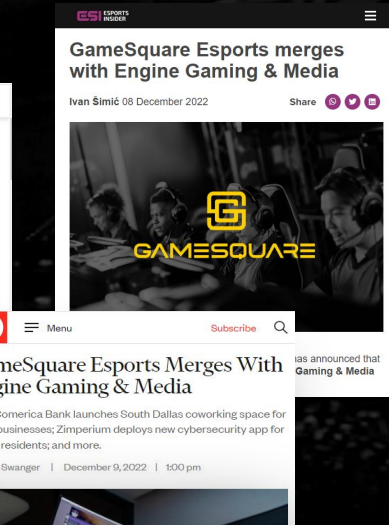 ESI ESPORTS
INSIDER
GameSquare Esports merges
with Engine Gaming & Media
Ivan Šimić 08 December 2022
Share
GAMESQUARE
Menu
Subscribe
meSquare Esports Merges With
gine Gaming & Media
has announced that
Gaming & Media
Comerica Bank launches South Dallas coworking space for
businesses; Zimperium deploys new cybersecurity app for
residents; and more.
Swanger | December 9, 2022 | 1:00 pm